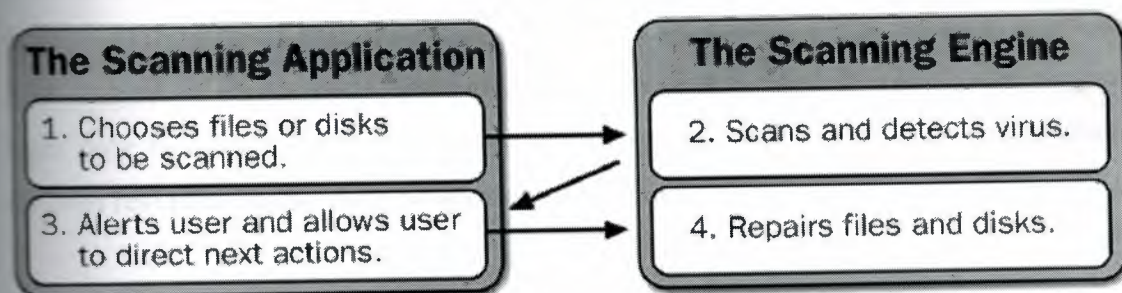 The Scanning Application
1. Chooses files or disks
to be scanned.
3. Alerts user and allows user
to direct next actions.
The Scanning Engine
2. Scans and detects virus.
4. Repairs files and disks.